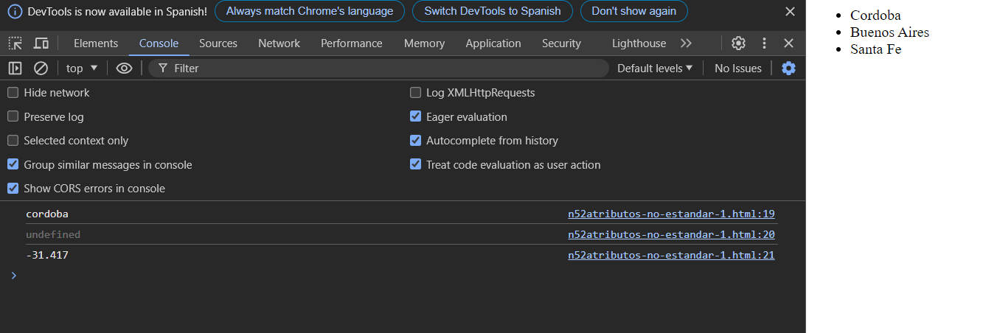 DevTools is now available in Spanish! Always match Chrome's language Switch DevTools to Spanish Don't show again
Elements Console Sources Network Performance Memory Application Security Lighthouse
top Filter Default levels No Issues
Hide network Log XMLHttpRequests
Preserve log Eager evaluation
Selected context only Autocomplete from history
Group similar messages in console Treat code evaluation as user action
Show CORS errors in console
cordoba n52atributos-no-estandar-1.html:19
undefined n52atributos-no-estandar-1.html:20
-31.417 n52atributos-no-estandar-1.html:21
Cordoba
Buenos Aires
Santa Fe